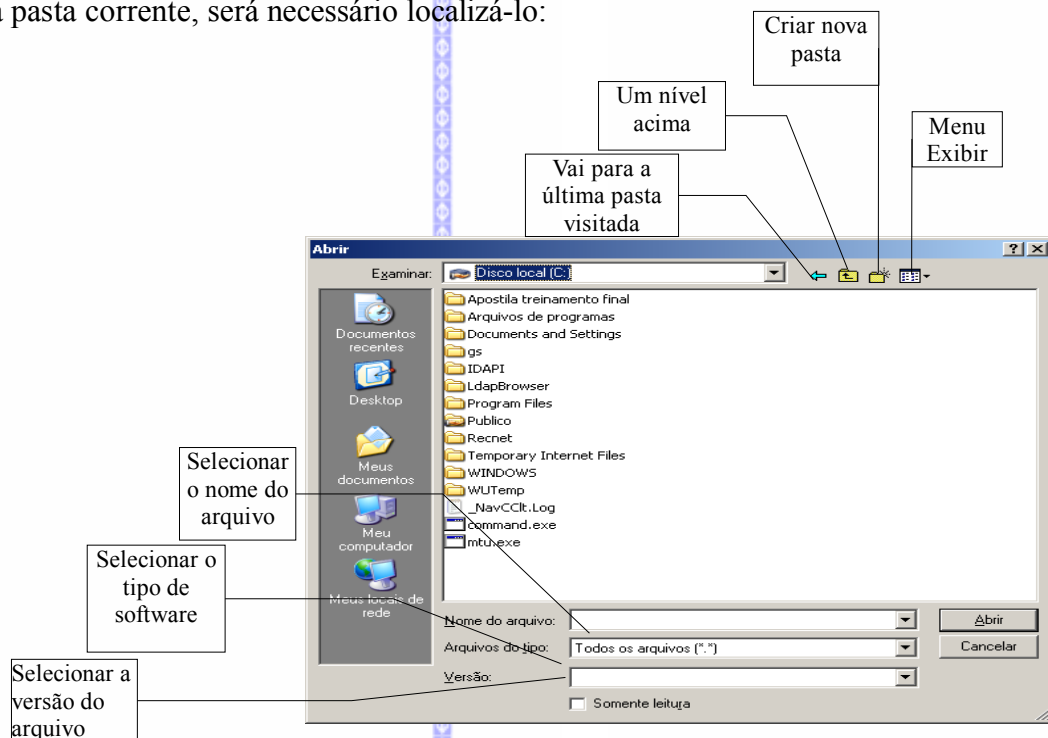 a pasta corrente, será necessário localizá-lo:
Criar nova
pasta
Um nível
acima
Menu
Exibir
Vai para a
última pasta
visitada
Abrir
Examinar:
Disco local (C:)
Documentos
recentes
Desktop
Meus
documentos
Meu
computador
Meus locais de
rede
Apostila treinamento final
Arquivos de programas
Documents and Settings
gs
IDAPI
LdapBrowser
Program Files
Publico
Recnet
Temporary Internet Files
WINDOWS
WUTemp
_NavCClt.Log
command.exe
mtu.exe
Selecionar
o nome do
arquivo
Selecionar o
tipo de
software
Selecionar a
versão do
arquivo
Nome do arquivo:
Abrir
Arquivos do tipo:
Todos os arquivos (*.*)
Cancelar
Versão:
Somente leitura